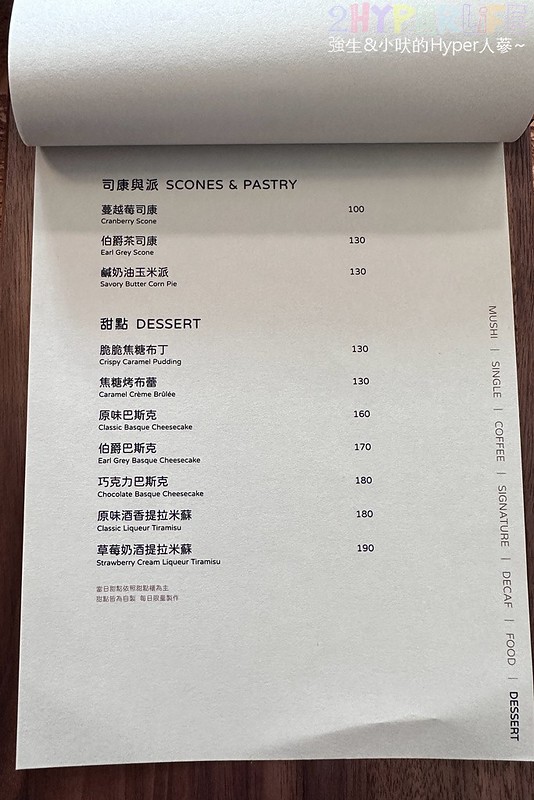 2HYPERLIFE
強生&小吠的Hyper人蔘~
司康與派 SCONES & PASTRY
蔓越莓司康 100
Cranberry Scone
伯爵茶司康 130
Earl Grey Scone
鹹奶油玉米派 130
Savory Butter Corn Pie
甜點 DESSERT
脆脆焦糖布丁 130
Crispy Caramel Pudding
焦糖烤布蕾 130
Caramel Crème Brûlée
原味巴斯克 160
Classic Basque Cheesecake
伯爵巴斯克 170
Earl Grey Basque Cheesecake
巧克力巴斯克 180
Chocolate Basque Cheesecake
原味酒香提拉米蘇 180
Classic Liqueur Tiramisu
草莓奶酒提拉米蘇 190
Strawberry Cream Liqueur Tiramisu
當日甜點依照甜點櫃為主
甜點皆為自製 每日限量製作
MUSHI | SINGLE | COFFEE | SIGNATURE | DECAF | FOOD | DESSERT